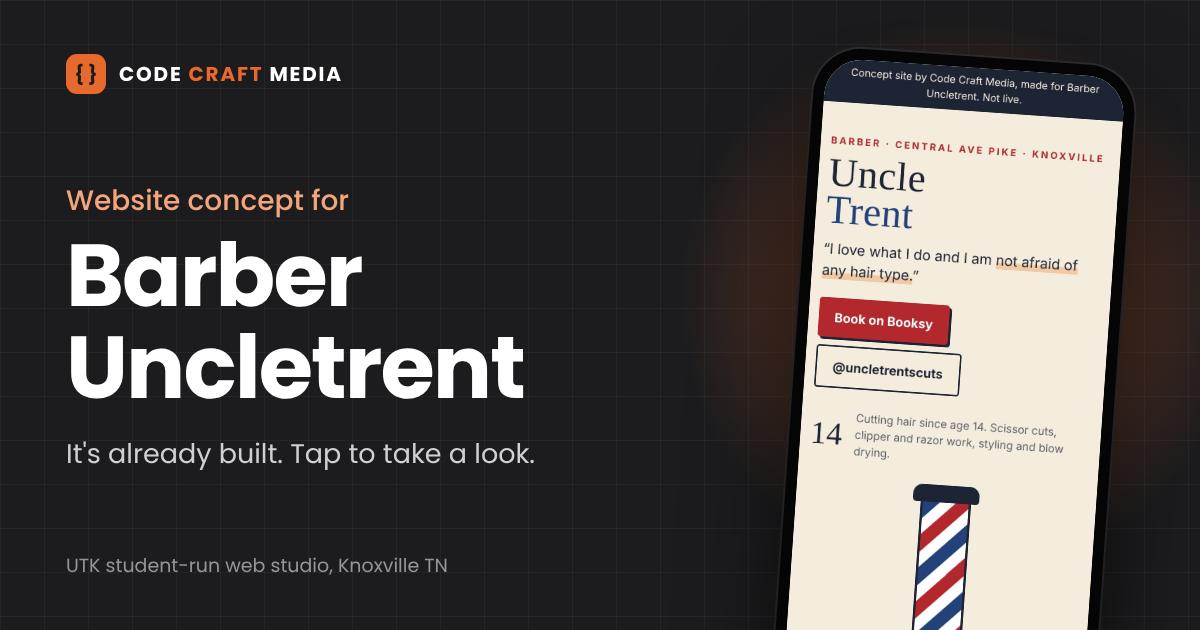 { } CODE CRAFT MEDIA
Website concept for
Barber
Uncletrent
It's already built. Tap to take a look.
UTK student-run web studio, Knoxville TN
Concept site by Code Craft Media, made for Barber
Uncletrent. Not live.
BARBER · CENTRAL AVE PIKE · KNOXVILLE
Uncle
Trent
“I love what I do and I am not afraid of
any hair type.”
Book on Booksy
@uncletrentscuts
14
Cutting hair since age 14. Scissor cuts,
clipper and razor work, styling and blow
drying.